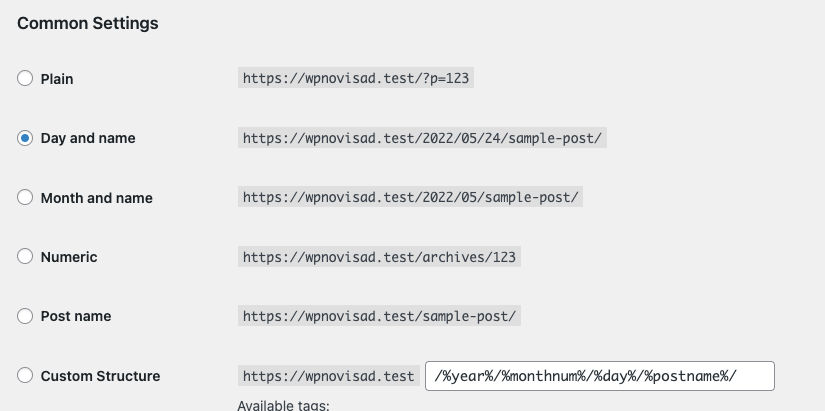 Common Settings
Plain https://wpnovisad.test/?p=123
Day and name https://wpnovisad.test/2022/05/24/sample-post/
Month and name https://wpnovisad.test/2022/05/sample-post/
Numeric https://wpnovisad.test/archives/123
Post name https://wpnovisad.test/sample-post/
Custom Structure https://wpnovisad.test /%year%/%monthnum%/%day%/%postname%/
Available tags: